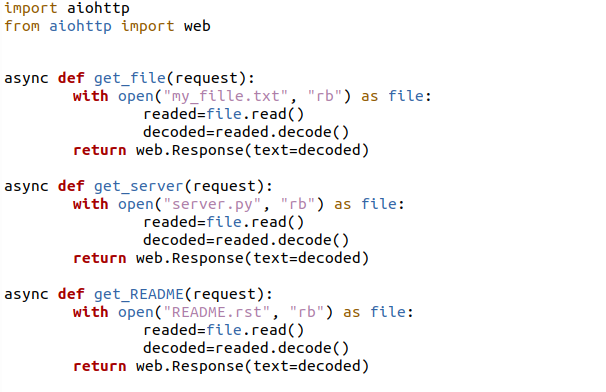 import aiohttp
from aiohttp import web
async def get_file(request):
with open("my_fille.txt", "rb") as file:
readed=file.read()
decoded=readed.decode()
return web.Response(text=decoded)
async def get_server(request):
with open("server.py", "rb") as file:
readed=file.read()
decoded=readed.decode()
return web.Response(text=decoded)
async def get_README(request):
with open("README.rst", "rb") as file:
readed=file.read()
decoded=readed.decode()
return web.Response(text=decoded)